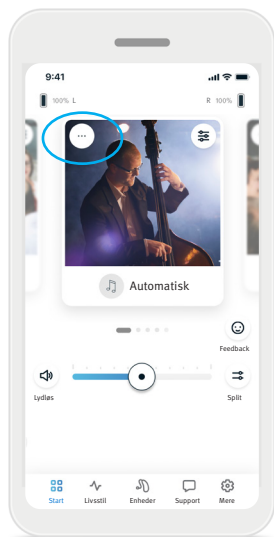 9:41
100% L
R 100%
Automatisk
Feedback
Lydløs
Split
Start
Livsstil
Enheder
Support
Mere